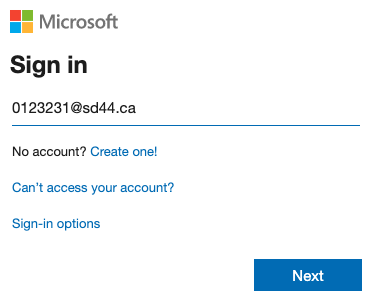 Microsoft
Sign in
0123231@sd44.ca
No account? Create one!
Can't access your account?
Sign-in options
Next